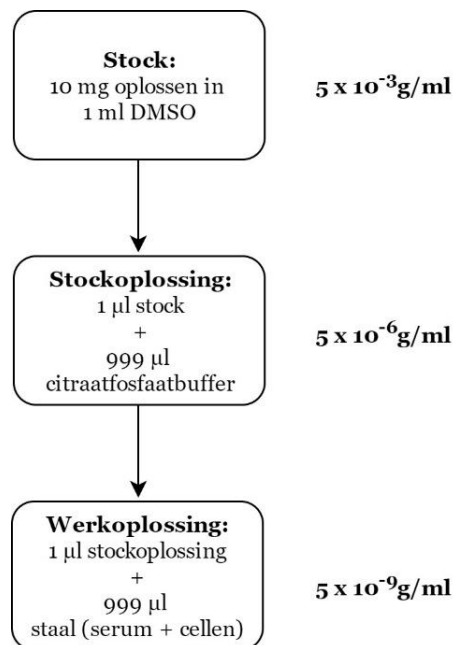 Stock:
10 mg oplossen in
1 ml DMSO
5 x 10⁻³g/ml
Stockoplossing:
1 µl stock
+
999 µl
citraatfosfaatbuffer
5 x 10⁻⁶g/ml
Werkoplossing:
1 µl stockoplossing
+
999 µl
staal (serum + cellen)
5 x 10⁻⁹g/ml